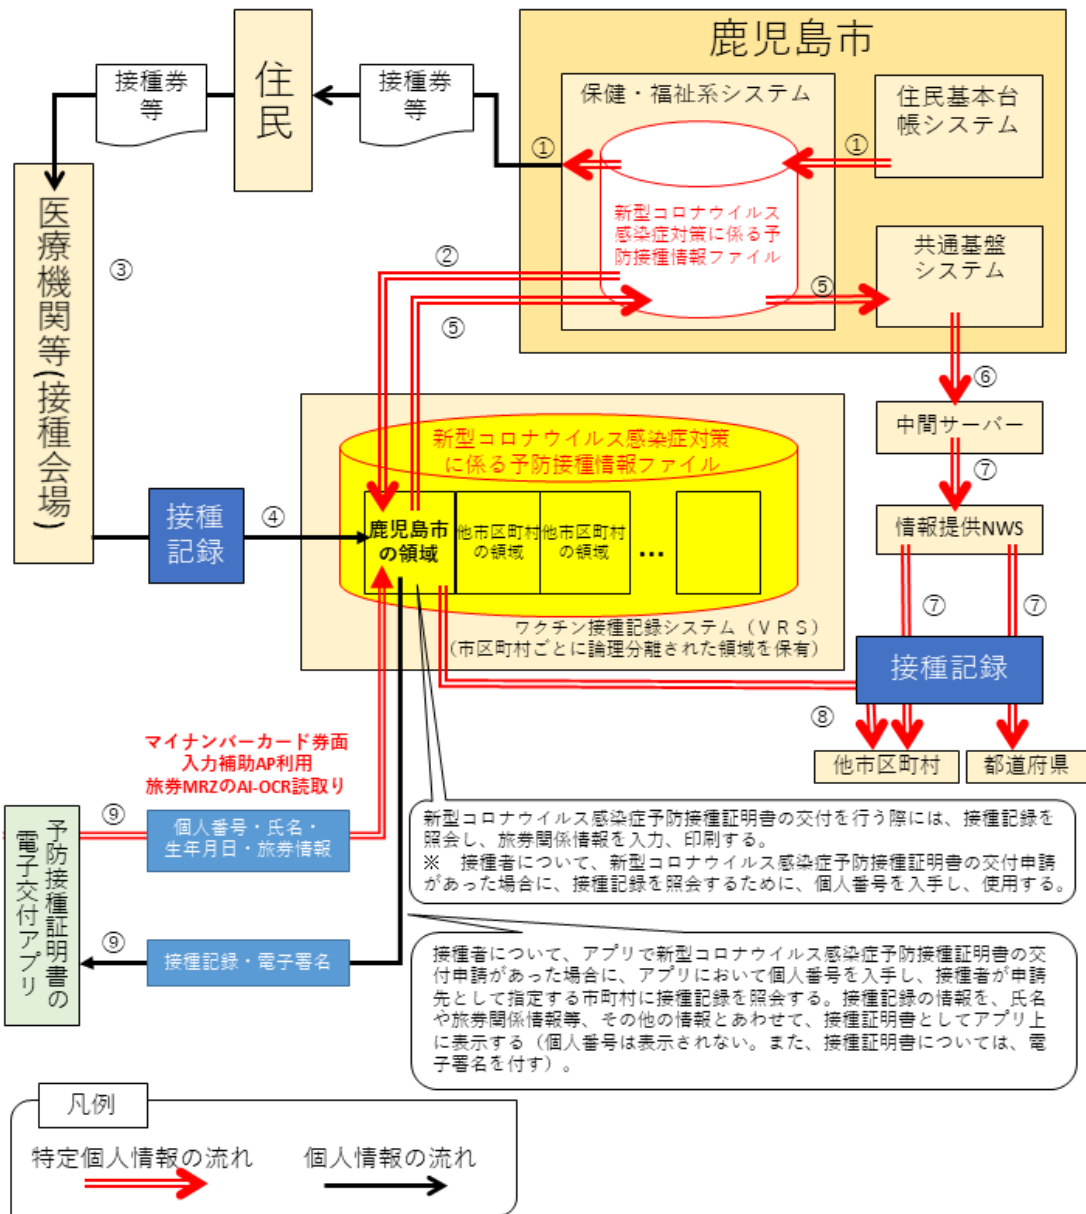 鹿児島市
保健・福祉系システム
住民基本台
帳システム
住民
接種券
等
接種券
等
①
①
新型コロナウイルス
感染症対策に係る予
防接種情報ファイル
共通基盤
システム
②
⑤
⑤
③
医療機関等(接種会場)
⑥
中間サーバー
⑦
情報提供NWS
⑦
⑦
接種記録
⑧
他市区町村
都道府県
新型コロナウイルス感染症対策
に係る予防接種情報ファイル
鹿児島市
の領域
他市区町村
の領域
他市区町村
の領域
…
ワクチン接種記録システム（ＶＲＳ）
(市区町村ごとに論理分離された領域を保有)
接種
記録
④
マイナンバーカード券面
入力補助AP利用
旅券MRZのAI-OCR読取り
⑨
個人番号・氏名・
生年月日・旅券情報
予防接種証明書の
電子交付アプリ
⑨
接種記録・電子署名
新型コロナウイルス感染症予防接種証明書の交付を行う際には、接種記録を
照会し、旅券関係情報を入力、印刷する。
※　接種者について、新型コロナウイルス感染症予防接種証明書の交付申請
があった場合に、接種記録を照会するために、個人番号を入手し、使用する。
接種者について、アプリで新型コロナウイルス感染症予防接種証明書の交
付申請があった場合に、アプリにおいて個人番号を入手し、接種者が申請
先として指定する市町村に接種記録を照会する。接種記録の情報を、氏名
や旅券関係情報等、その他の情報とあわせて、接種証明書としてアプリ上
に表示する（個人番号は表示されない。また、接種証明書については、電
子署名を付す）。
凡例
特定個人情報の流れ
個人情報の流れ